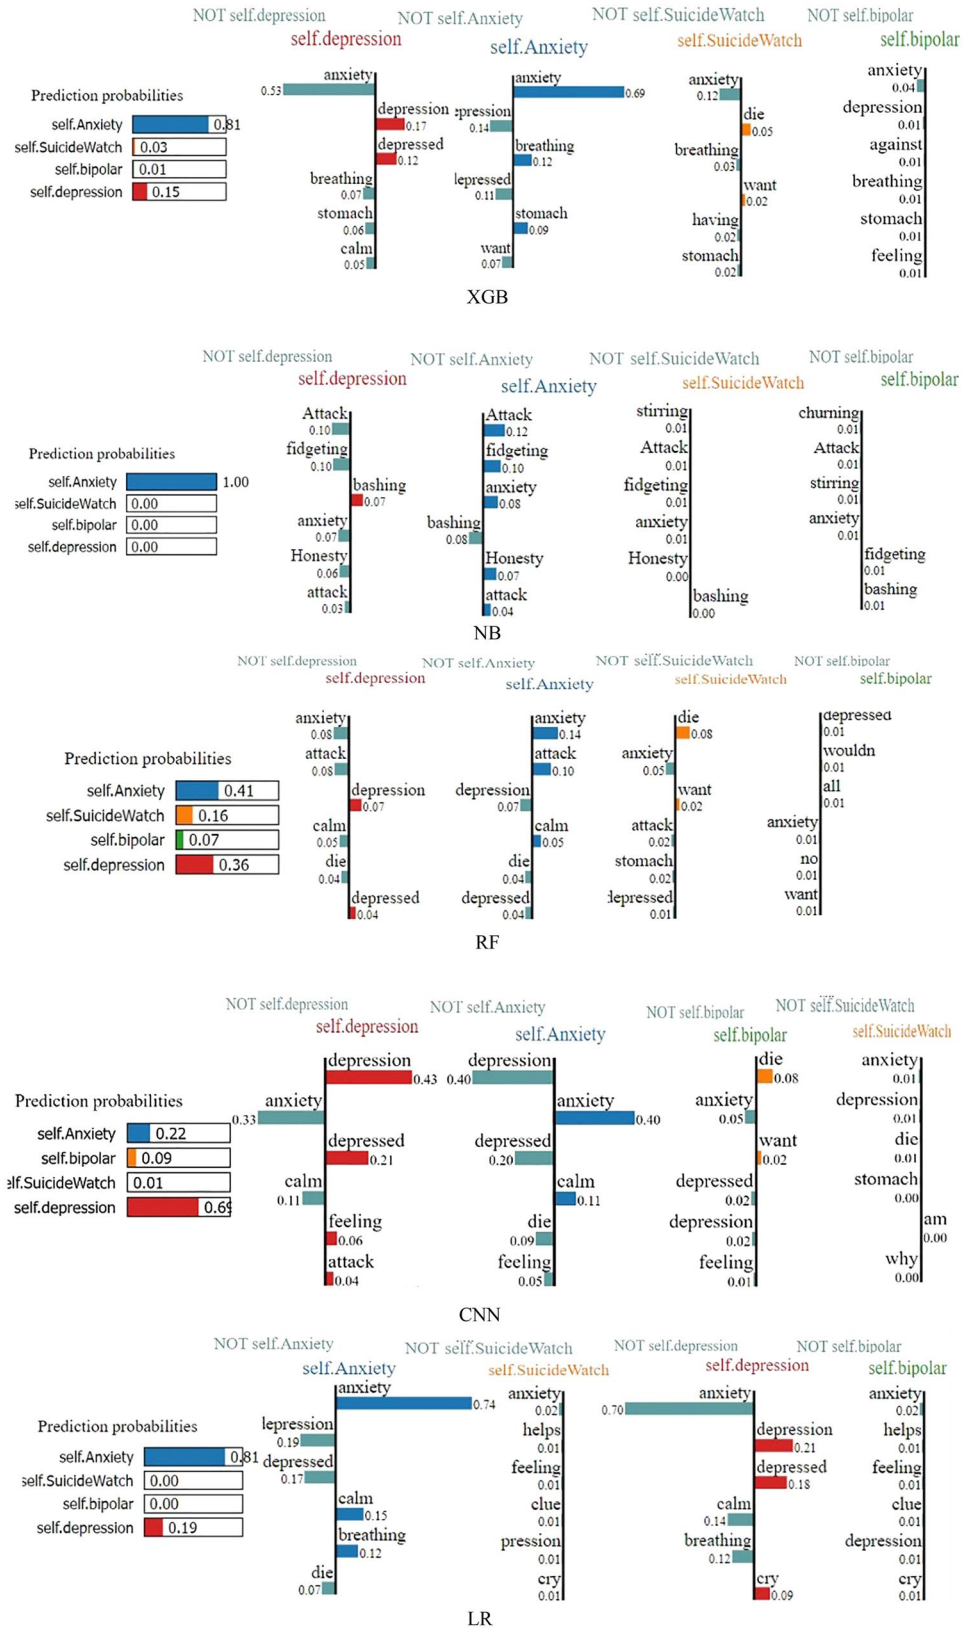 NOT self.depression NOT self.Anxiety NOT self.SuicideWatch NOT self.bipolar
self.depression self.Anxiety self.SuicideWatch self.bipolar
Prediction probabilities
self.Anxiety 0.81
self.SuicideWatch 0.03
self.bipolar 0.01
self.depression 0.15
anxiety
0.53
depression
0.17
depressed
0.12
breathing
0.07
stomach
0.06
calm
0.05
anxiety
0.69
pression
0.14
breathing
0.12
lepressed
0.11
stomach
0.09
want
0.07
anxiety
0.12
die
0.05
breathing
0.03
want
0.02
having
0.02
stomach
0.02
anxiety
0.04
depression
0.01
against
0.01
breathing
0.01
stomach
0.01
feeling
0.01
XGB
NOT self.depression NOT self.Anxiety NOT self.SuicideWatch NOT self.bipolar
self.depression self.Anxiety self.SuicideWatch self.bipolar
Prediction probabilities
self.Anxiety 1.00
self.SuicideWatch 0.00
self.bipolar 0.00
self.depression 0.00
Attack
0.10
fidgeting
0.10
bashing
0.07
anxiety
0.07
Honesty
0.06
attack
0.03
Attack
0.12
fidgeting
0.10
anxiety
0.08
bashing
0.08
Honesty
0.07
attack
0.04
stirring
0.01
Attack
0.01
fidgeting
0.01
anxiety
0.01
Honesty
0.00
bashing
0.00
churning
0.01
Attack
0.01
stirring
0.01
anxiety
0.01
fidgeting
0.01
bashing
0.01
NB
NOT self.depression NOT self.Anxiety NOT self.SuicideWatch NOT self.bipolar
self.depression self.Anxiety self.SuicideWatch self.bipolar
Prediction probabilities
self.Anxiety 0.41
self.SuicideWatch 0.16
self.bipolar 0.07
self.depression 0.36
anxiety
0.08
attack
0.08
depression
0.07
calm
0.05
die
0.04
depressed
0.04
anxiety
0.14
attack
0.10
depression
0.07
calm
0.05
die
0.04
depressed
0.04
die
0.08
anxiety
0.05
want
0.02
attack
0.02
stomach
0.02
depressed
0.01
depressed
0.01
wouldn
0.01
all
0.01
anxiety
0.01
no
0.01
want
0.01
RF
NOT self.depression NOT self.Anxiety NOT self.bipolar NOT self.SuicideWatch
self.depression self.Anxiety self.bipolar self.SuicideWatch
Prediction probabilities
self.Anxiety 0.22
self.bipolar 0.09
elf.SuicideWatch 0.01
self.depression 0.69
depression
0.43
anxiety
0.33
depressed
0.21
calm
0.11
feeling
0.06
attack
0.04
depression
0.40
anxiety
0.40
depressed
0.20
calm
0.11
die
0.09
feeling
0.05
die
0.08
anxiety
0.05
want
0.02
depressed
0.02
depression
0.02
feeling
0.01
anxiety
0.01
depression
0.01
die
0.01
stomach
0.00
am
0.00
why
0.00
CNN
NOT self.Anxiety NOT self.SuicideWatch NOT self.depression NOT self.bipolar
self.Anxiety self.SuicideWatch self.depression self.bipolar
Prediction probabilities
self.Anxiety 0.81
self.SuicideWatch 0.00
self.bipolar 0.00
self.depression 0.19
anxiety
0.74
lepression
0.19
depressed
0.17
calm
0.15
breathing
0.12
die
0.07
anxiety
0.02
helps
0.01
feeling
0.01
clue
0.01
pression
0.01
cry
0.01
anxiety
0.70
depression
0.21
depressed
0.18
calm
0.14
breathing
0.12
cry
0.09
anxiety
0.02
helps
0.01
feeling
0.01
clue
0.01
depression
0.01
cry
0.01
LR